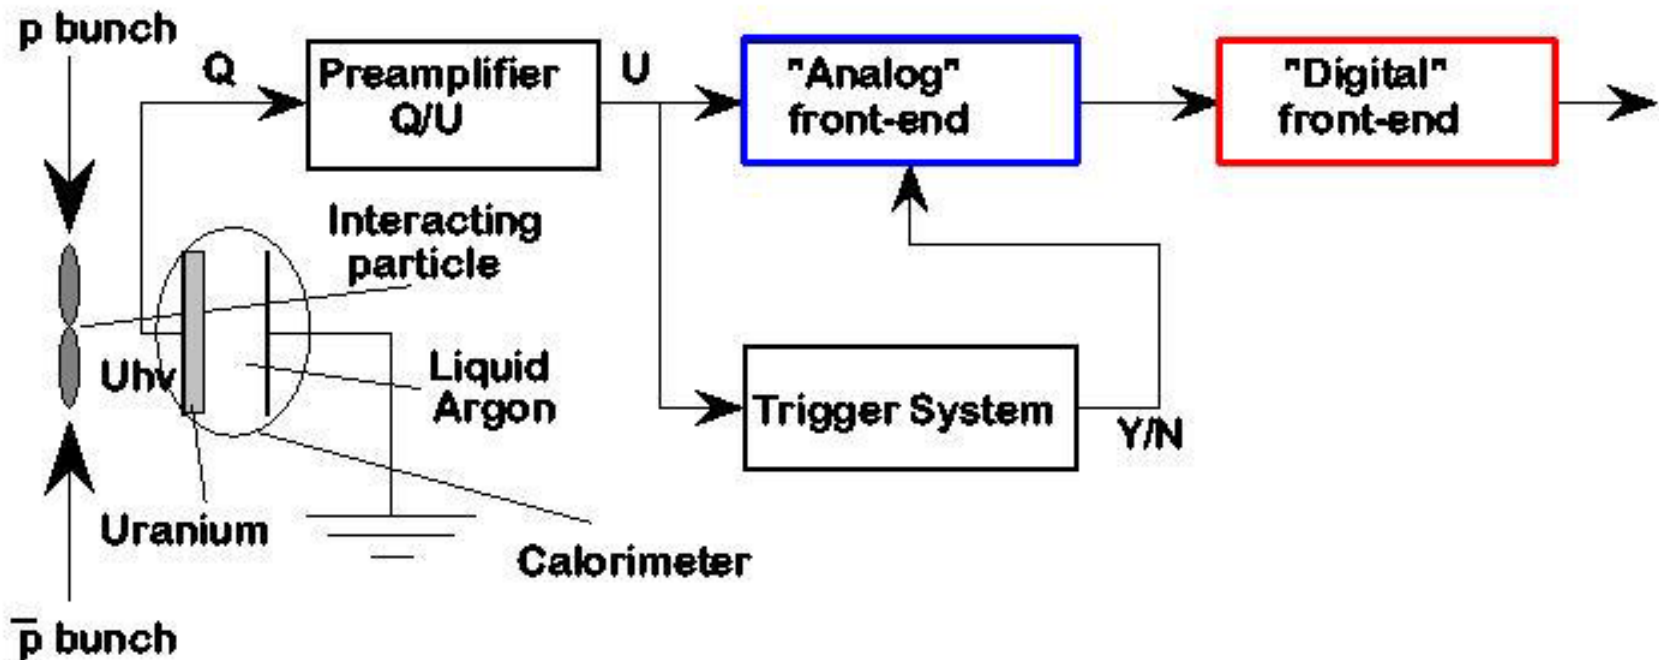 p bunch
Q
Preamplifier
Q/U
U
"Analog"
front-end
"Digital"
front-end
Interacting
particle
Uhv
Liquid
Argon
Trigger System
Y/N
Uranium
Calorimeter
p̅ bunch